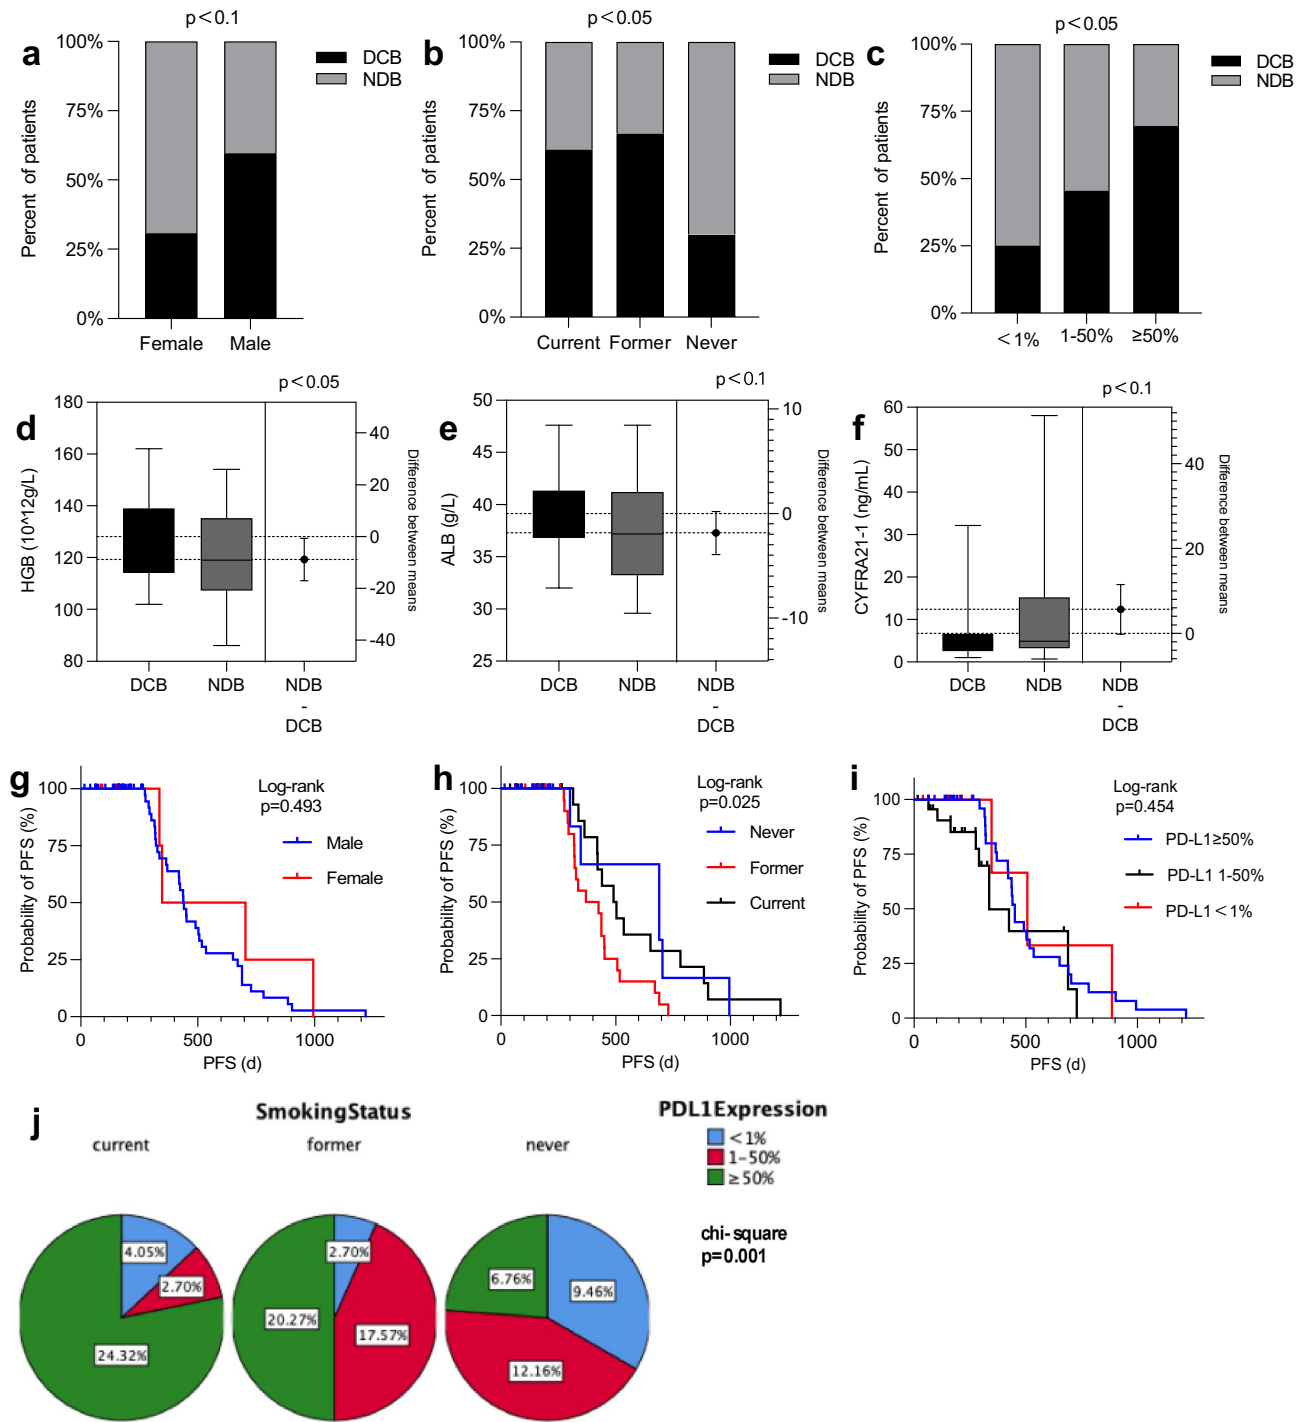 a
p<0.1
100%
75%
50%
25%
0%
Percent of patients
Female
Male
DCB
NDB
b
p<0.05
100%
75%
50%
25%
0%
Percent of patients
Current
Former
Never
DCB
NDB
c
p<0.05
100%
75%
50%
25%
0%
Percent of patients
<1%
1-50%
≥50%
DCB
NDB
d
p<0.05
180
160
140
120
100
80
HGB (10^12g/L)
40
20
0
-20
-40
Difference between means
DCB
NDB
NDB
-
DCB
e
p<0.1
50
45
40
35
30
25
ALB (g/L)
10
0
-10
Difference between means
DCB
NDB
NDB
-
DCB
f
p<0.1
60
50
40
30
20
10
0
CYFRA21-1 (ng/mL)
40
20
0
Difference between means
DCB
NDB
NDB
-
DCB
g
Log-rank
p=0.493
Male
Female
100
75
50
25
0
Probability of PFS (%)
0
500
1000
PFS (d)
h
Log-rank
p=0.025
Never
Former
Current
100
75
50
25
0
Probability of PFS (%)
0
500
1000
PFS (d)
i
Log-rank
p=0.454
PD-L1≥50%
PD-L1 1-50%
PD-L1<1%
100
75
50
25
0
Probability of PFS (%)
0
500
1000
PFS (d)
j
SmokingStatus
current
former
never
PDL1Expression
<1%
1-50%
≥50%
chi-square
p=0.001
4.05%
2.70%
24.32%
2.70%
17.57%
20.27%
9.46%
12.16%
6.76%